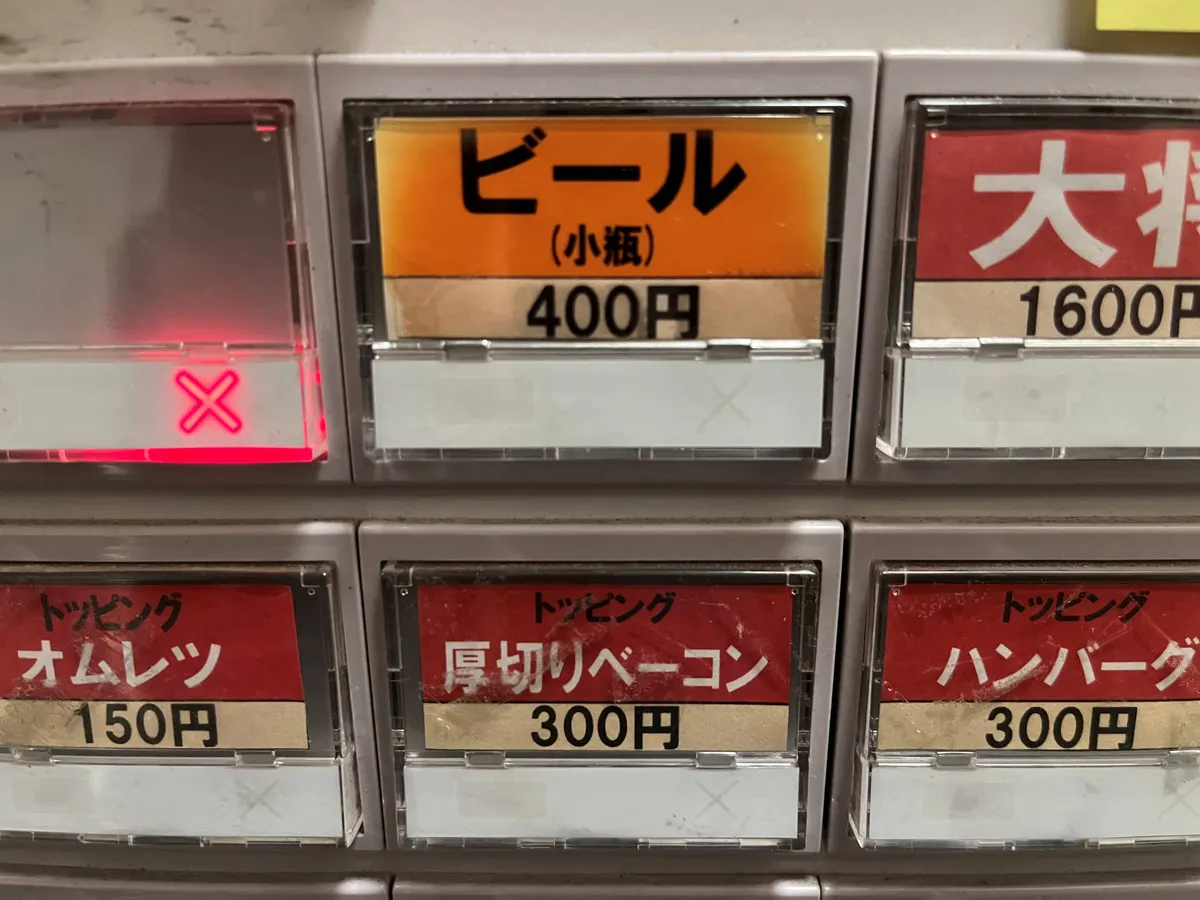 ビール
(小瓶)
400円
大将
1600円
トッピング
オムレツ
150円
トッピング
厚切りベーコン
300円
トッピング
ハンバーグ
300円